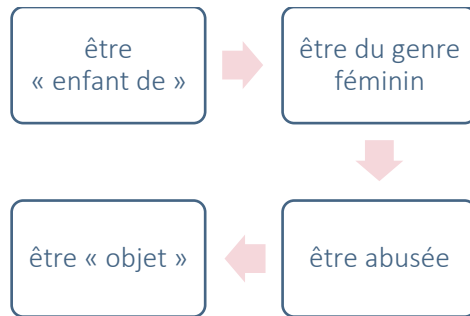 être
« enfant de »
être du genre
féminin
être abusée
être « objet »